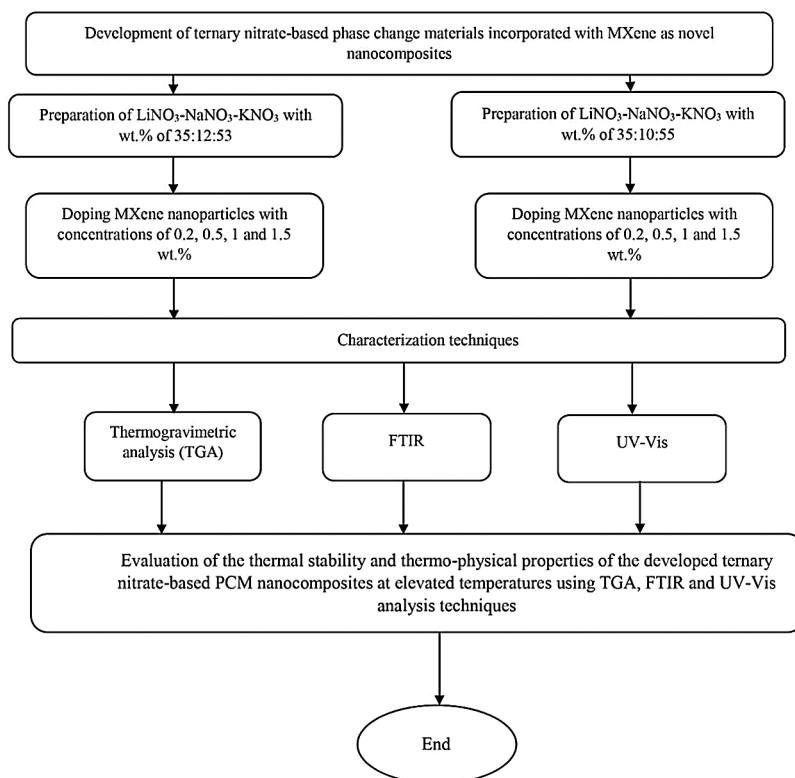 Development of ternary nitrate-based phase change materials incorporated with MXene as novel
nanocomposites
Preparation of LiNO₃-NaNO₃-KNO₃ with
wt.% of 35:12:53
Preparation of LiNO₃-NaNO₃-KNO₃ with
wt.% of 35:10:55
Doping MXene nanoparticles with
concentrations of 0.2, 0.5, 1 and 1.5
wt.%
Doping MXene nanoparticles with
concentrations of 0.2, 0.5, 1 and 1.5
wt.%
Characterization techniques
Thermogravimetric
analysis (TGA)
FTIR
UV-Vis
Evaluation of the thermal stability and thermo-physical properties of the developed ternary
nitrate-based PCM nanocomposites at elevated temperatures using TGA, FTIR and UV-Vis
analysis techniques
End